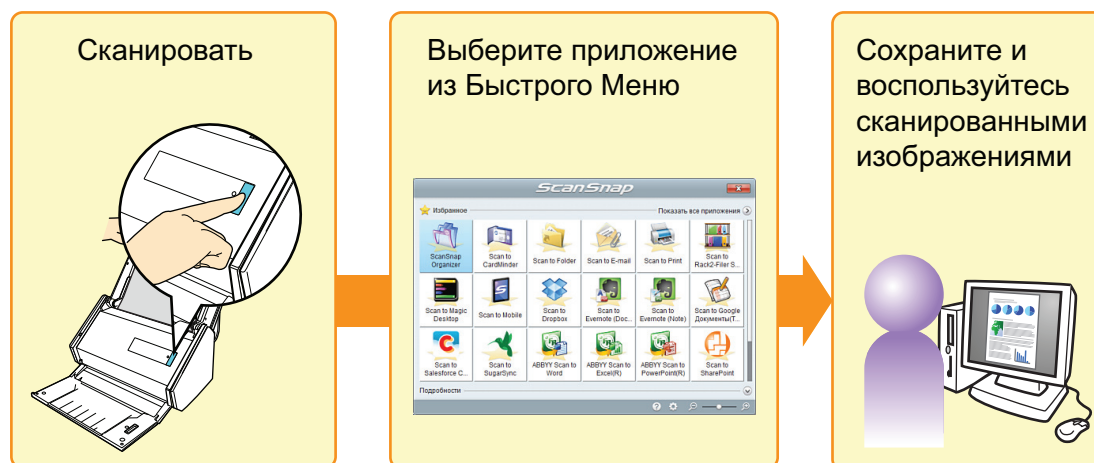 Сканировать
Выберите приложение
из Быстрого Меню
ScanSnap
Избранное
Показать все приложения
ScanSnap
Organizer
Scan to
CardMinder
Scan to Folder
Scan to E-mail
Scan to Print
Scan to
Rack2-Filer S...
Scan to Magic
Desktop
Scan to Mobile
Scan to
Dropbox
Scan to
Evernote (Doc...
Scan to
Evernote (Note)
Scan to Google
Документы(Т...
Scan to
Salesforce C...
Scan to
SugarSync
ABBYY Scan to
Word
ABBYY Scan to
Excel(R)
ABBYY Scan to
PowerPoint(R)
Scan to
SharePoint
Подробности
Сохраните и
воспользуйтесь
сканированными
изображениями